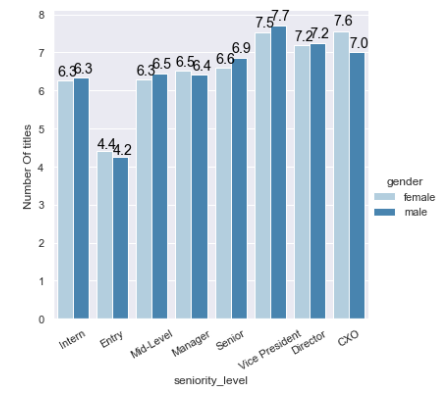 8
7
6
5
4
3
2
1
0
Number Of titles
6.3 6.3
4.4 4.2
6.3 6.5
6.5 6.4
6.6 6.9
7.5 7.7
7.2 7.2
7.6 7.0
Intern
Entry
Mid-Level
Manager
Senior
Vice President
Director
CXO
seniority_level
gender
female
male